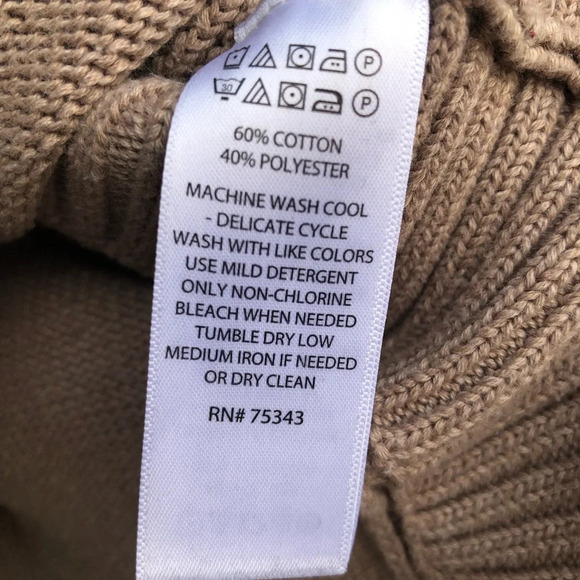 P
30 P
60% COTTON
40% POLYESTER
MACHINE WASH COOL
- DELICATE CYCLE
WASH WITH LIKE COLORS
USE MILD DETERGENT
ONLY NON-CHLORINE
BLEACH WHEN NEEDED
TUMBLE DRY LOW
MEDIUM IRON IF NEEDED
OR DRY CLEAN
RN# 75343